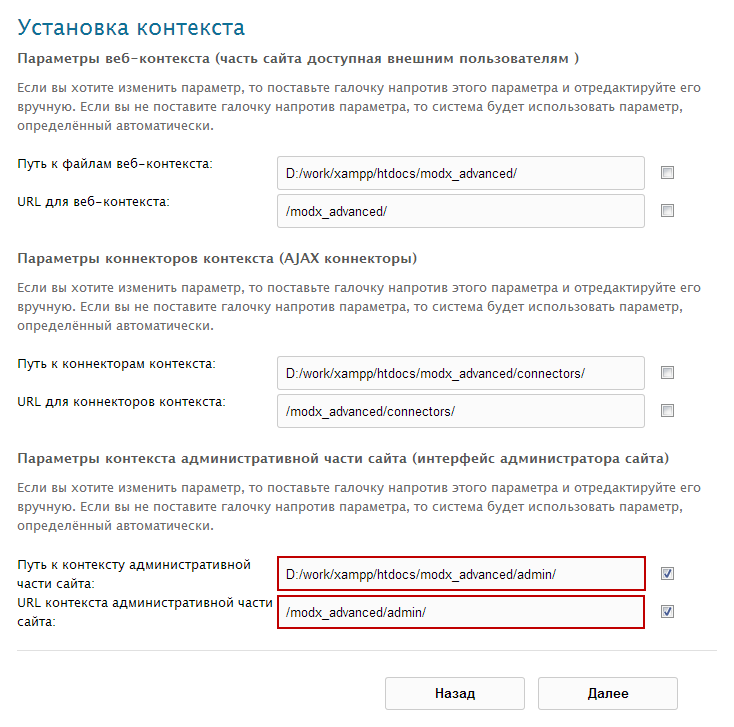 Установка контекста
Параметры веб-контекста (часть сайта доступная внешним пользователям )
Если вы хотите изменить параметр, то поставьте галочку напротив этого параметра и отредактируйте его
вручную. Если вы не поставите галочку напротив параметра, то система будет использовать параметр,
определённый автоматически.
Путь к файлам веб-контекста:
D:/work/xampp/htdocs/modx_advanced/
URL для веб-контекста:
/modx_advanced/
Параметры коннекторов контекста (AJAX коннекторы)
Если вы хотите изменить параметр, то поставьте галочку напротив этого параметра и отредактируйте его
вручную. Если вы не поставите галочку напротив параметра, то система будет использовать параметр,
определённый автоматически.
Путь к коннекторам контекста:
D:/work/xampp/htdocs/modx_advanced/connectors/
URL для коннекторов контекста:
/modx_advanced/connectors/
Параметры контекста административной части сайта (интерфейс администратора сайта)
Если вы хотите изменить параметр, то поставьте галочку напротив этого параметра и отредактируйте его
вручную. Если вы не поставите галочку напротив параметра, то система будет использовать параметр,
определённый автоматически.
Путь к контексту административной
части сайта:
D:/work/xampp/htdocs/modx_advanced/admin/
URL контекста административной части
сайта:
/modx_advanced/admin/
Назад
Далее